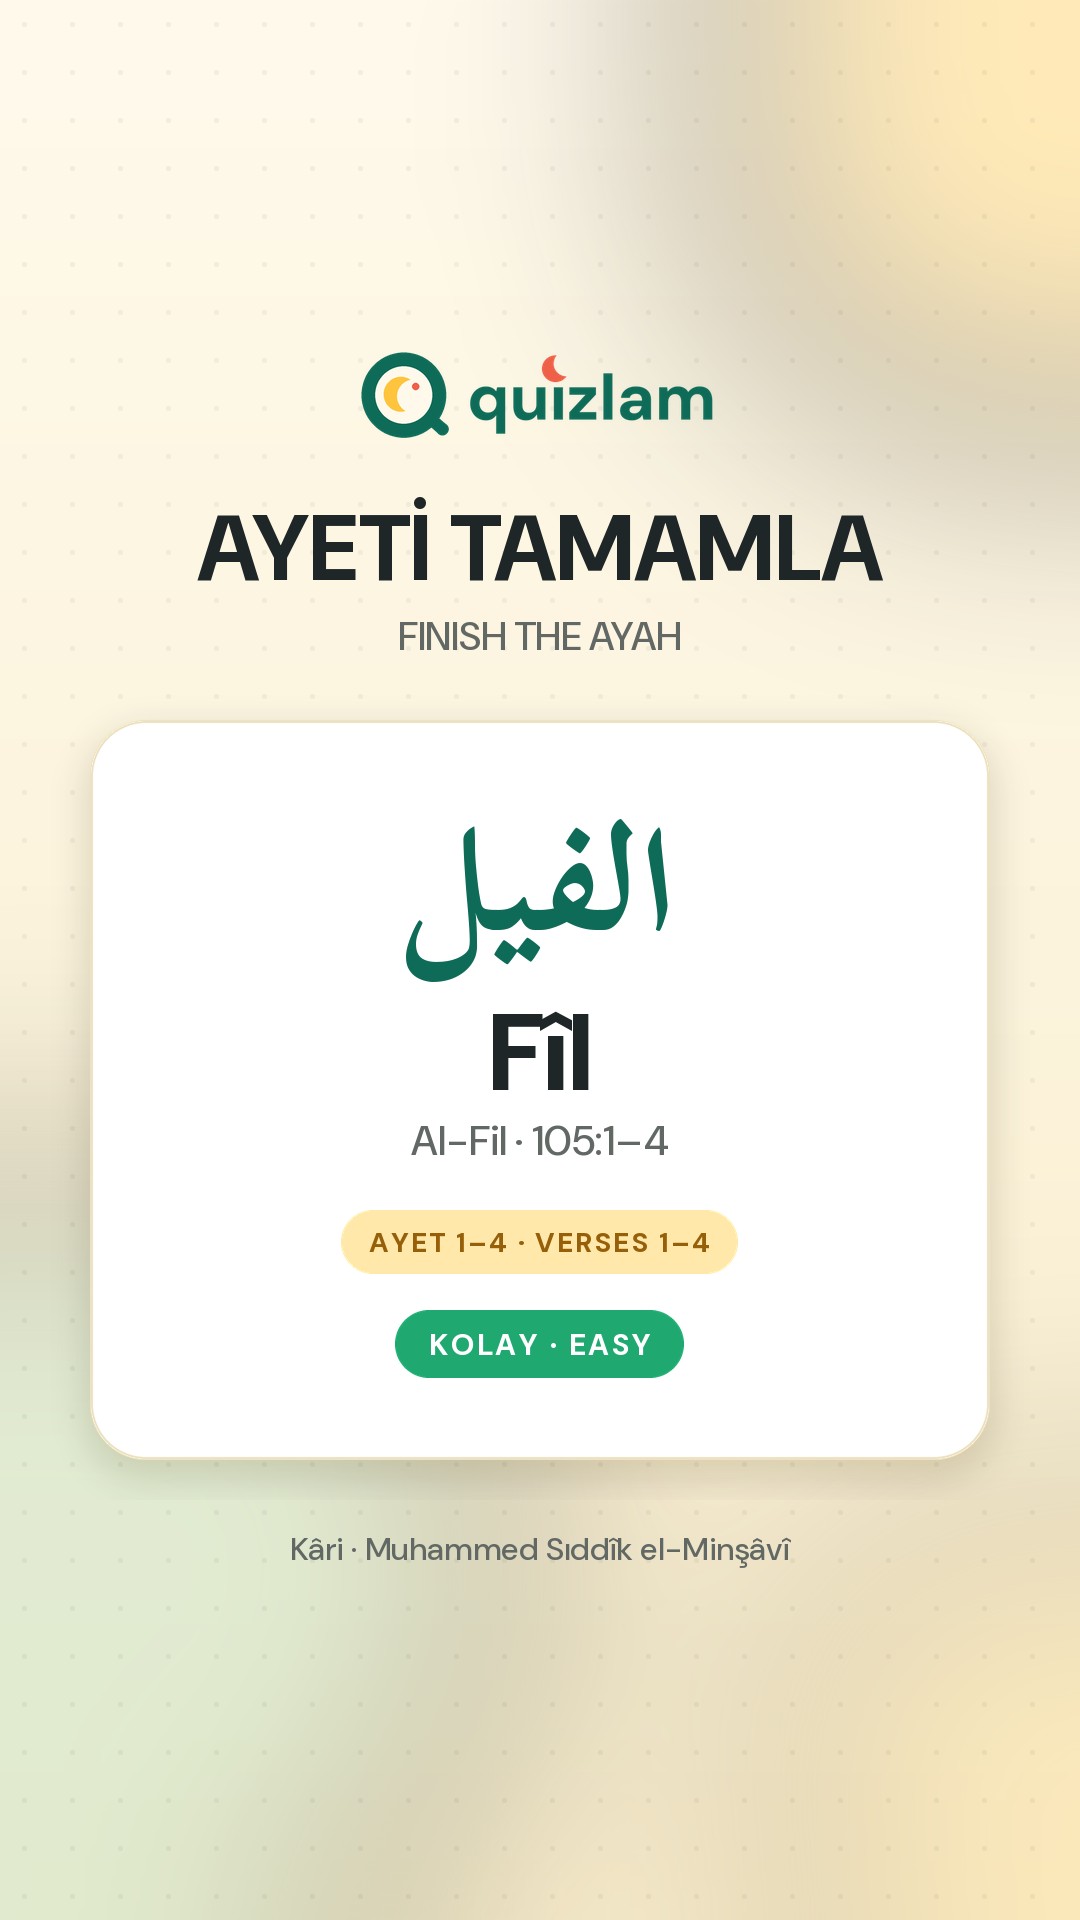 quizlam
AYETİ TAMAMLA
FINISH THE AYAH
الفيل
Fîl
Al-Fil · 105:1–4
AYET 1–4 · VERSES 1–4
KOLAY · EASY
Kâri · Muhammed Sıddîk el-Minşâvî